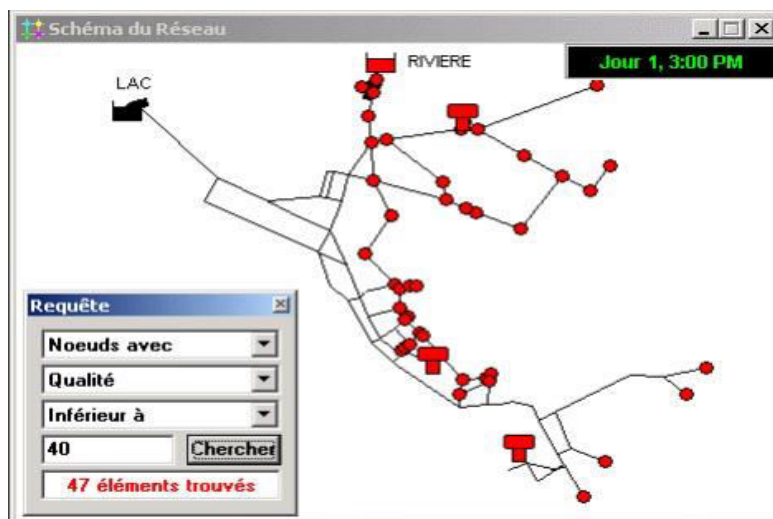 Schéma du Réseau
RIVIERE
Jour 1, 3:00 PM
LAC
Requête
Noeuds avec
Qualité
Inférieur à
40
Chercher
47 éléments trouvés